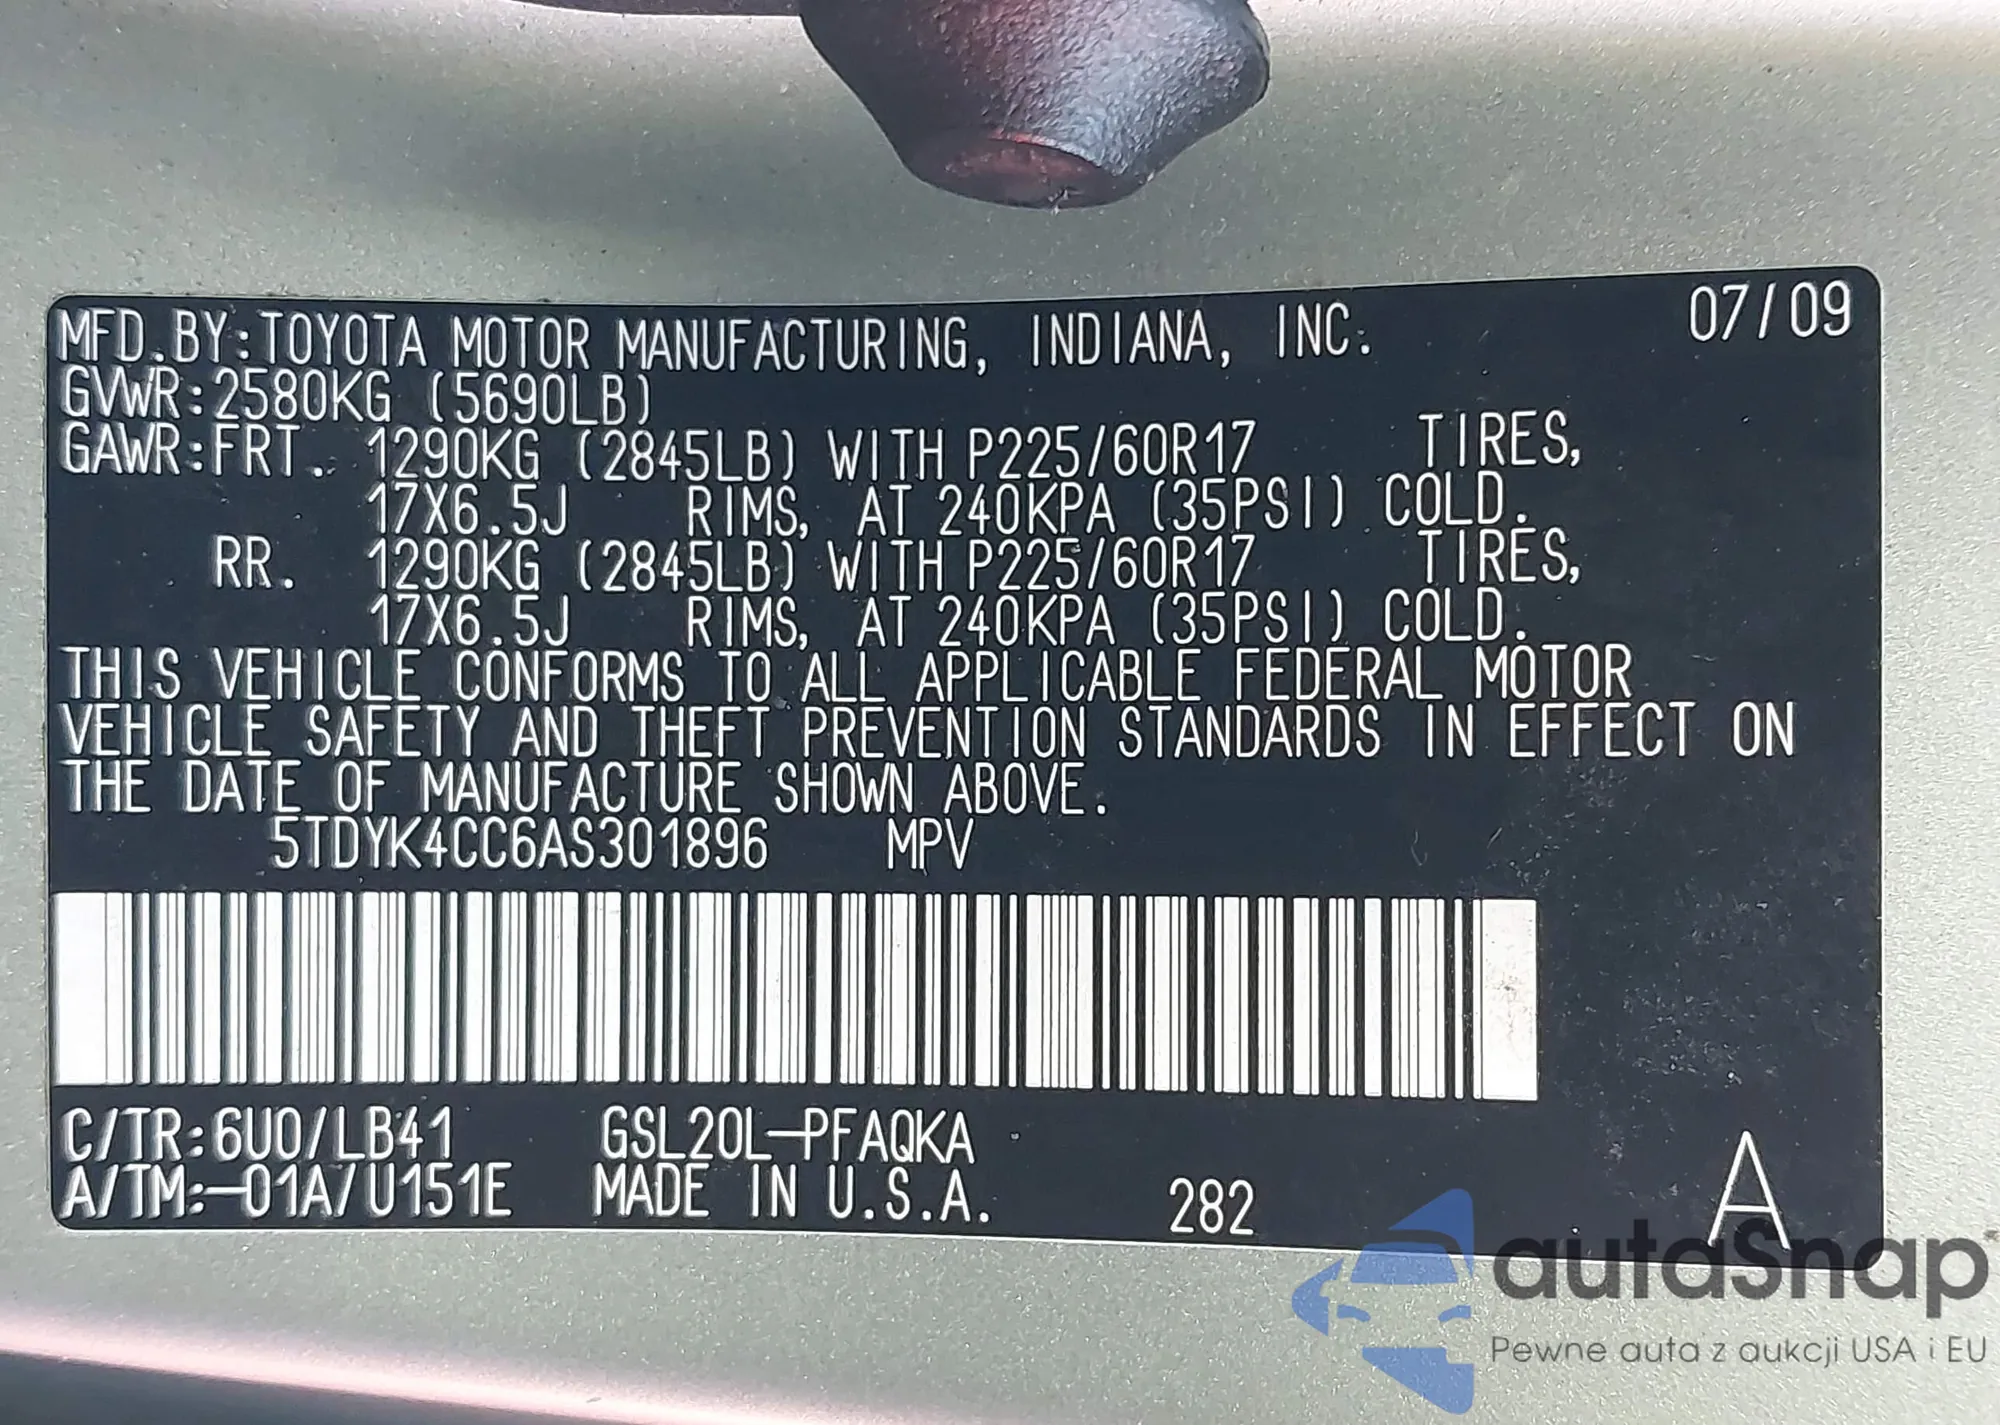 MFD.BY:TOYOTA MOTOR MANUFACTURING, INDIANA, INC. 07/09
GVWR:2580KG (5690LB)
GAWR:FRT. 1290KG (2845LB) WITH P225/60R17 TIRES,
17X6.5J RIMS, AT 240KPA (35PSI) COLD.
RR. 1290KG (2845LB) WITH P225/60R17 TIRES,
17X6.5J RIMS, AT 240KPA (35PSI) COLD.
THIS VEHICLE CONFORMS TO ALL APPLICABLE FEDERAL MOTOR
VEHICLE SAFETY AND THEFT PREVENTION STANDARDS IN EFFECT ON
THE DATE OF MANUFACTURE SHOWN ABOVE.
5TDYK4CC6AS301896 MPV
C/TR:6U0/LB41 GSL20L-PFAQKA
A/TM:-01A/U151E MADE IN U.S.A. 282 A
autaSnap
Pewne auta z aukcji USA i EU